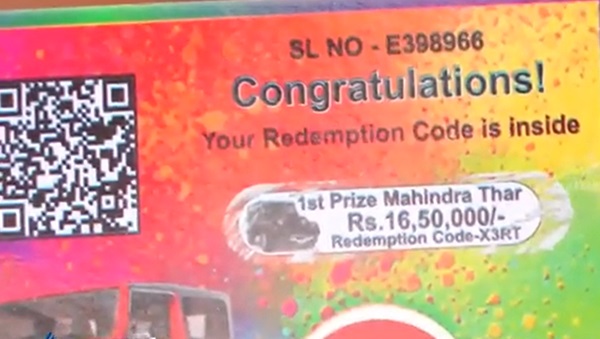 SL NO - E398966
Congratulations!
Your Redemption Code is inside
1st Prize Mahindra Thar
Rs.16,50,000/-
Redemption Code-X3RT